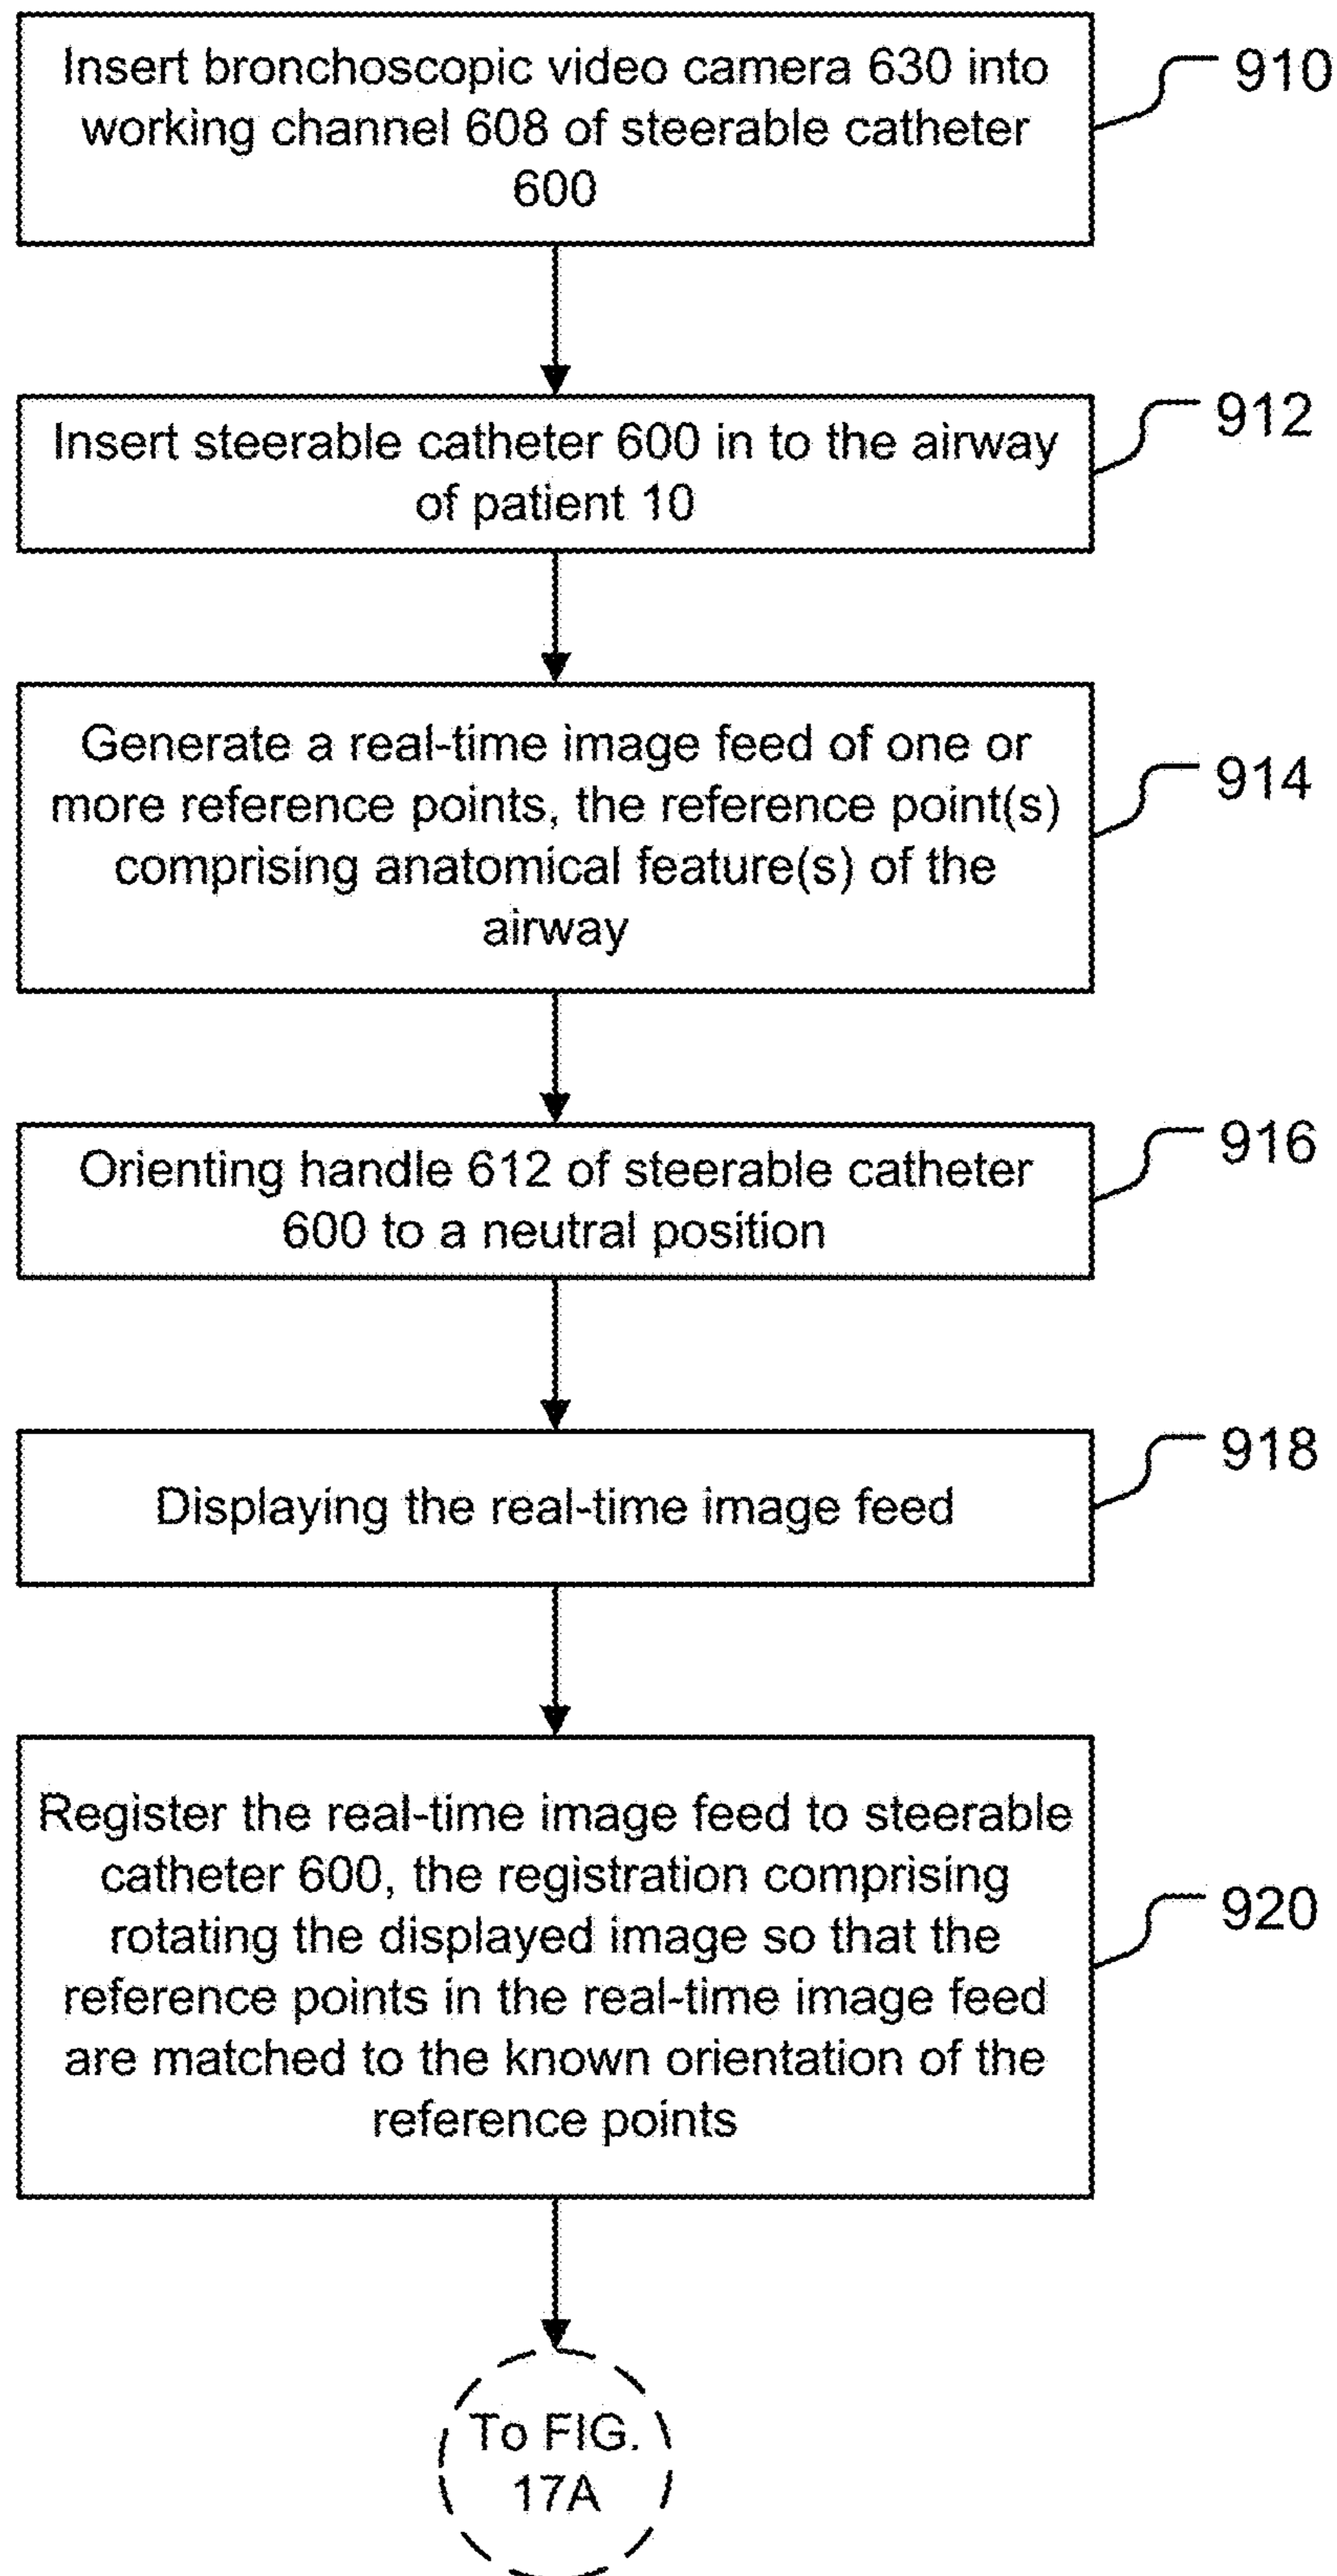 Insert bronchoscopic video camera 630 into
working channel 608 of steerable catheter
600
910
Insert steerable catheter 600 in to the airway
of patient 10
912
Generate a real-time image feed of one or
more reference points, the reference point(s)
comprising anatomical feature(s) of the
airway
914
Orienting handle 612 of steerable catheter
600 to a neutral position
916
Displaying the real-time image feed
918
Register the real-time image feed to steerable
catheter 600, the registration comprising
rotating the displayed image so that the
reference points in the real-time image feed
are matched to the known orientation of the
reference points
920
To FIG.
17A